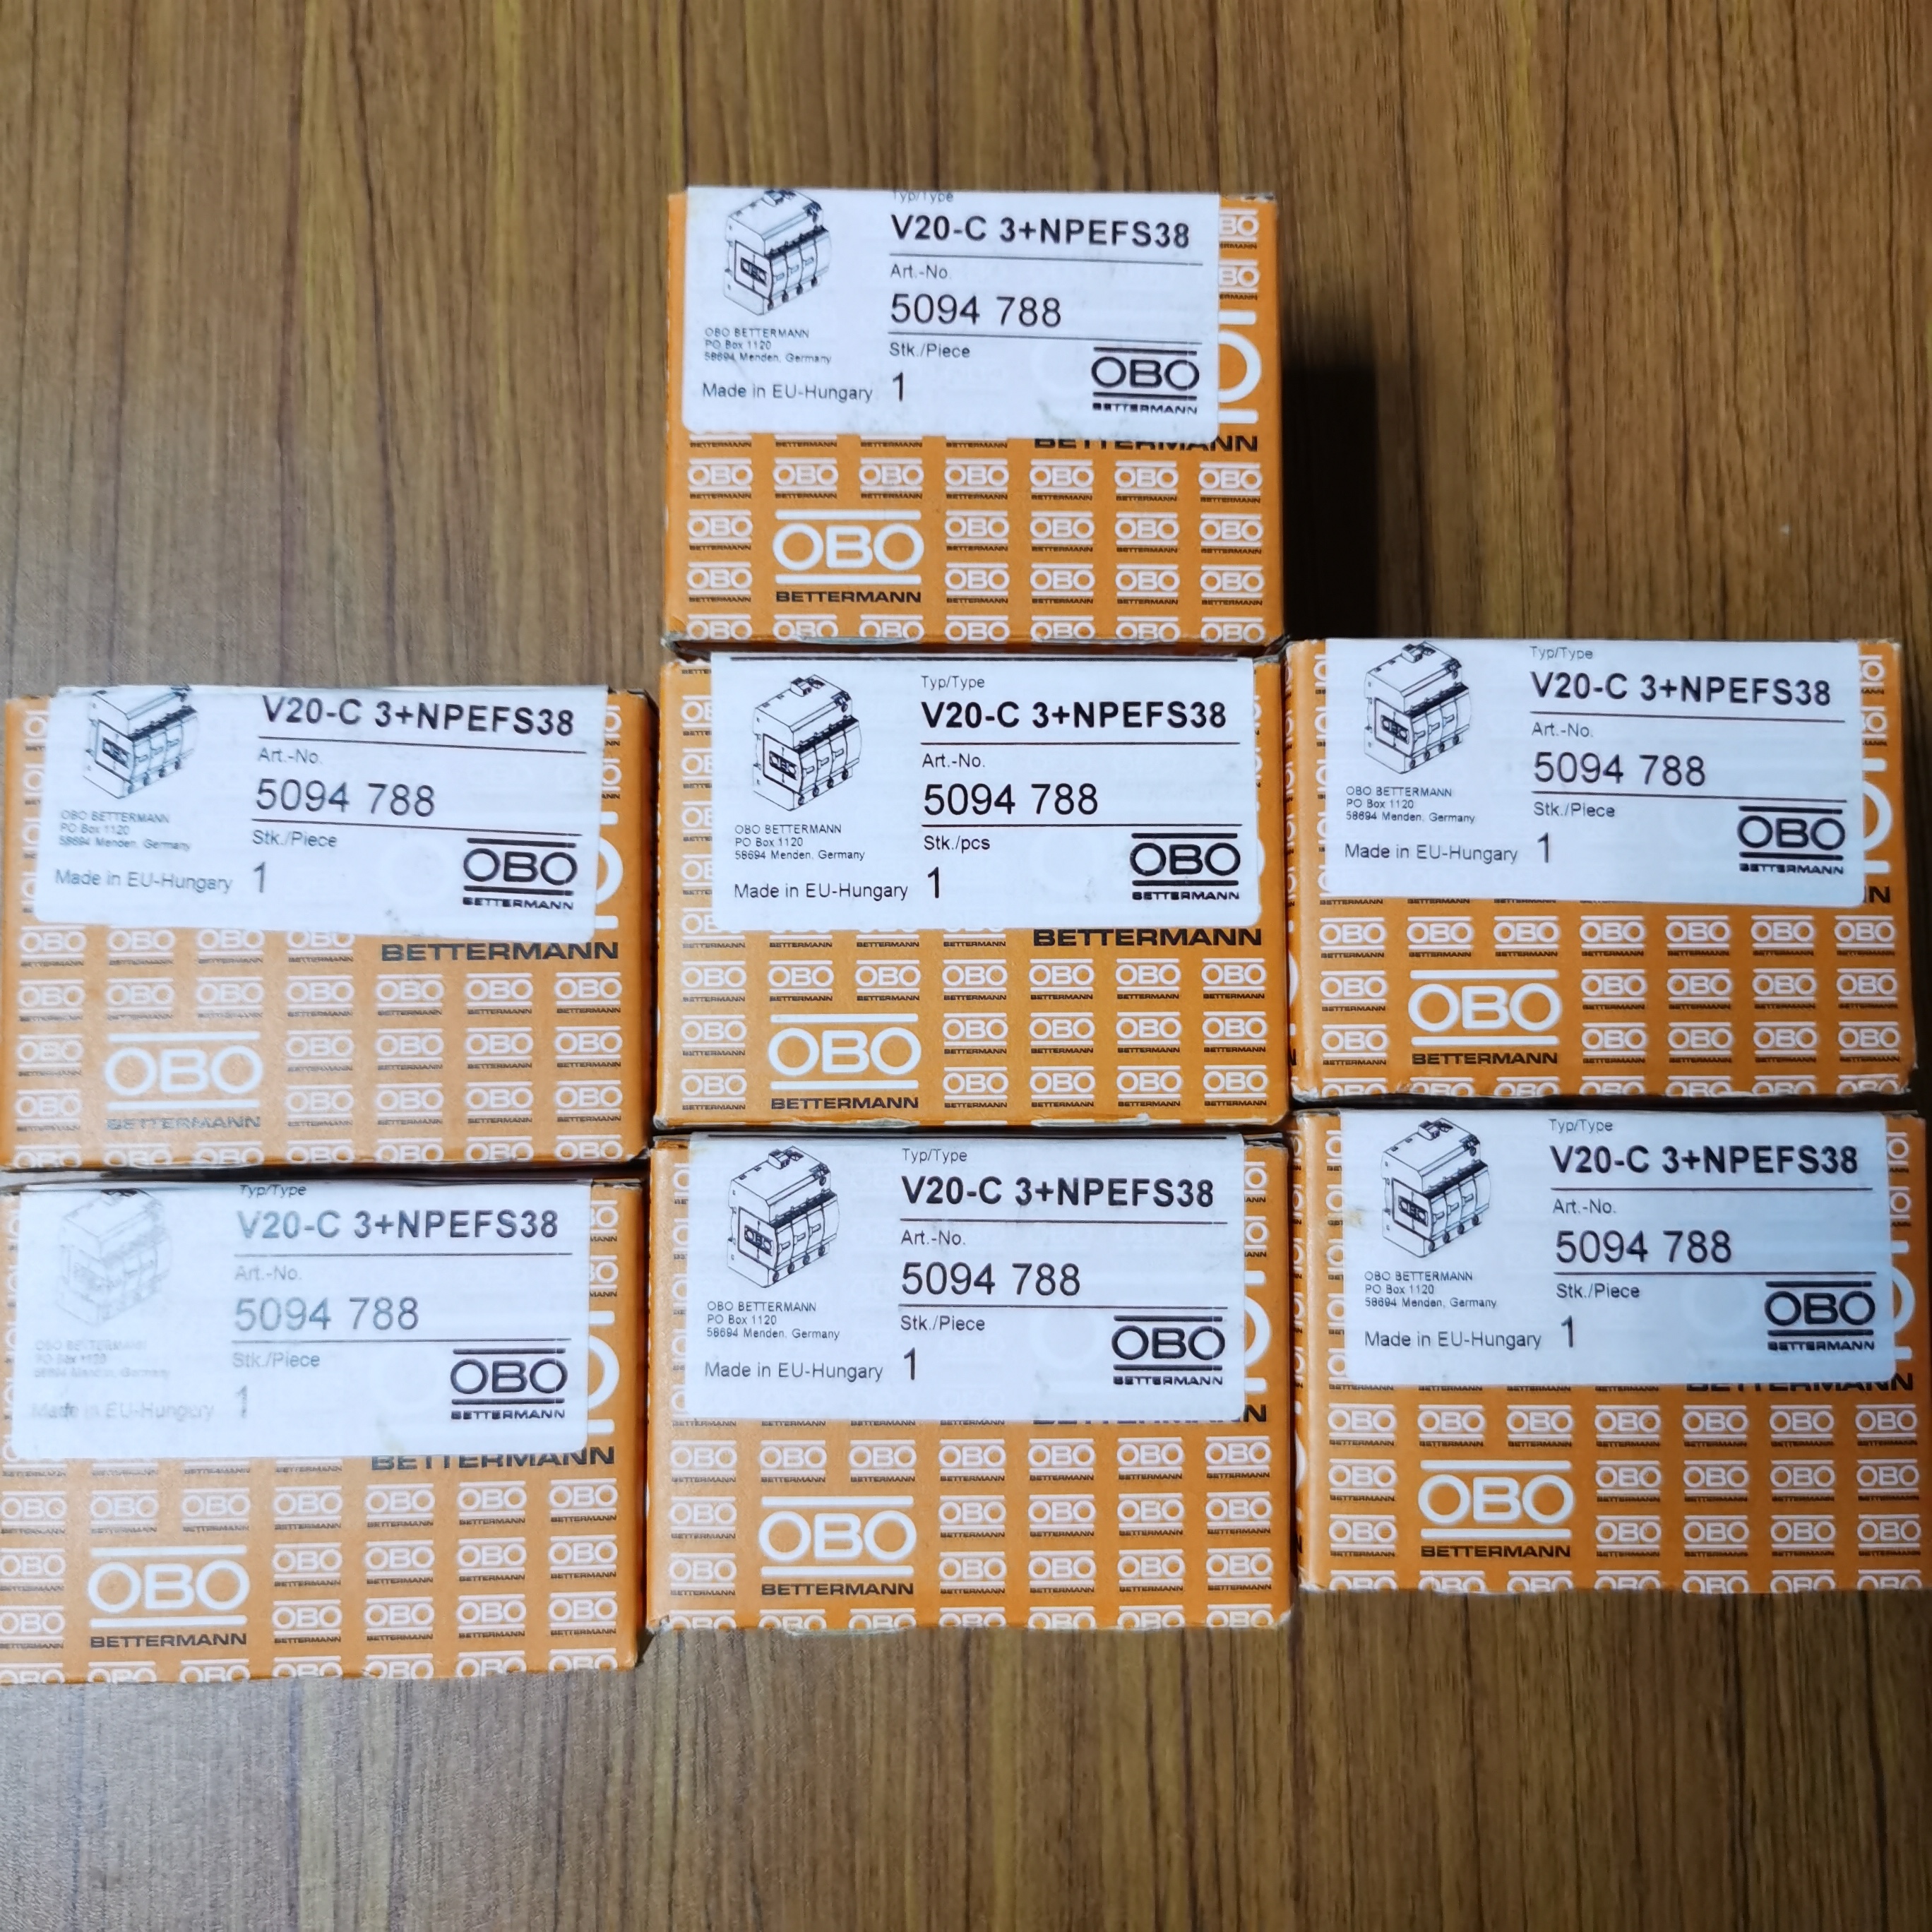 Typ/Type
V20-C 3+NPEFS38
Art.-No.
5094 788
OBO BETTERMANN
PO Box 1120
58694 Menden, Germany
Stk./Piece
Made in EU-Hungary 1
OBO
BETTERMANN
BETTERMANN
OBO
BETTERMANN
V20-C 3+NPEFS38
Art.-No.
5094 788
OBO BETTERMANN
PO Box 1120
58694 Menden, Germany
Stk./Piece
Made in EU-Hungary 1
OBO
BETTERMANN
BETTERMANN
OBO
BETTERMANN
Typ/Type
V20-C 3+NPEFS38
Art.-No.
5094 788
OBO BETTERMANN
PO Box 1120
58694 Menden, Germany
Stk./pcs
Made in EU-Hungary 1
OBO
BETTERMANN
BETTERMANN
OBO
BETTERMANN
Typ/Type
V20-C 3+NPEFS38
Art.-No.
5094 788
OBO BETTERMANN
PO Box 1120
58694 Menden, Germany
Stk./Piece
Made in EU-Hungary 1
OBO
BETTERMANN
OBO
BETTERMANN
Typ/Type
V20-C 3+NPEFS38
Art.-No.
5094 788
Stk./Piece
Made in EU-Hungary 1
OBO
BETTERMANN
BETTERMANN
OBO
BETTERMANN
Typ/Type
V20-C 3+NPEFS38
Art.-No.
5094 788
OBO BETTERMANN
PO Box 1120
58694 Menden, Germany
Stk./Piece
Made in EU-Hungary 1
OBO
BETTERMANN
OBO
BETTERMANN
Typ/Type
V20-C 3+NPEFS38
Art.-No.
5094 788
OBO BETTERMANN
PO Box 1120
58694 Menden, Germany
Stk./Piece
Made in EU-Hungary 1
OBO
BETTERMANN
BETTERMANN
OBO
BETTERMANN